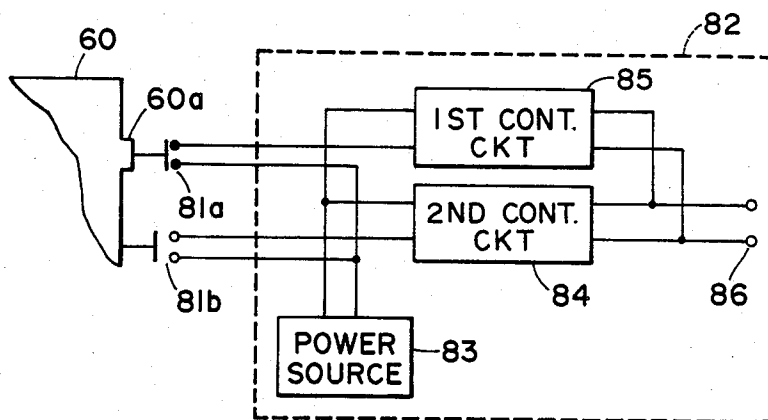 60
60a
82
85
1ST CONT.
CKT
81a
2ND CONT.
CKT
81b
84
86
POWER
SOURCE
83